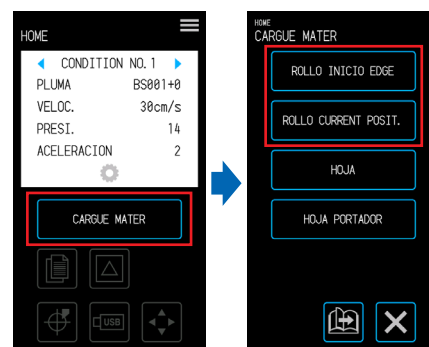 HOME
CONDITION NO.1
PLUMA BS001+0
VELOC. 30cm/s
PRESI. 14
ACELERACION 2
CARGUE MATER
USB
HOME
CARGUE MATER
ROLLO INICIO EDGE
ROLLO CURRENT POSIT.
HOJA
HOJA PORTADOR